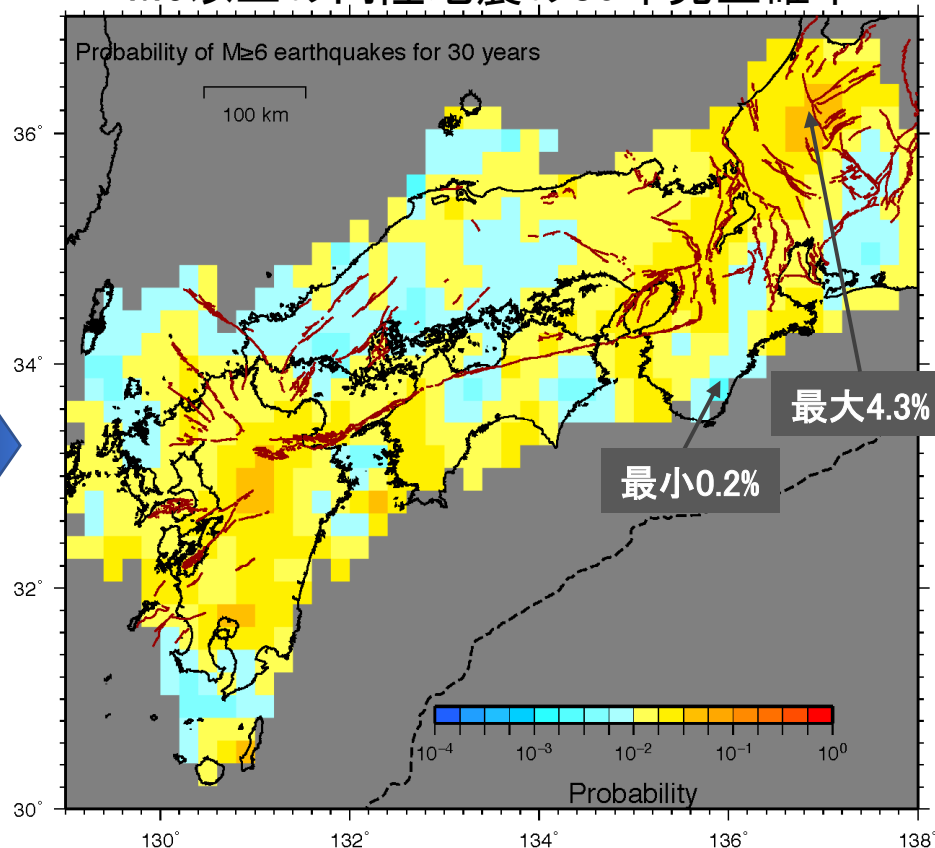 Probability of M≥6 earthquakes for 30 years
100 km
36°
34°
32°
30°
最大4.3%
最小0.2%
10⁻⁴ 10⁻³ 10⁻² 10⁻¹ 10⁰
Probability
130° 132° 134° 136° 138°